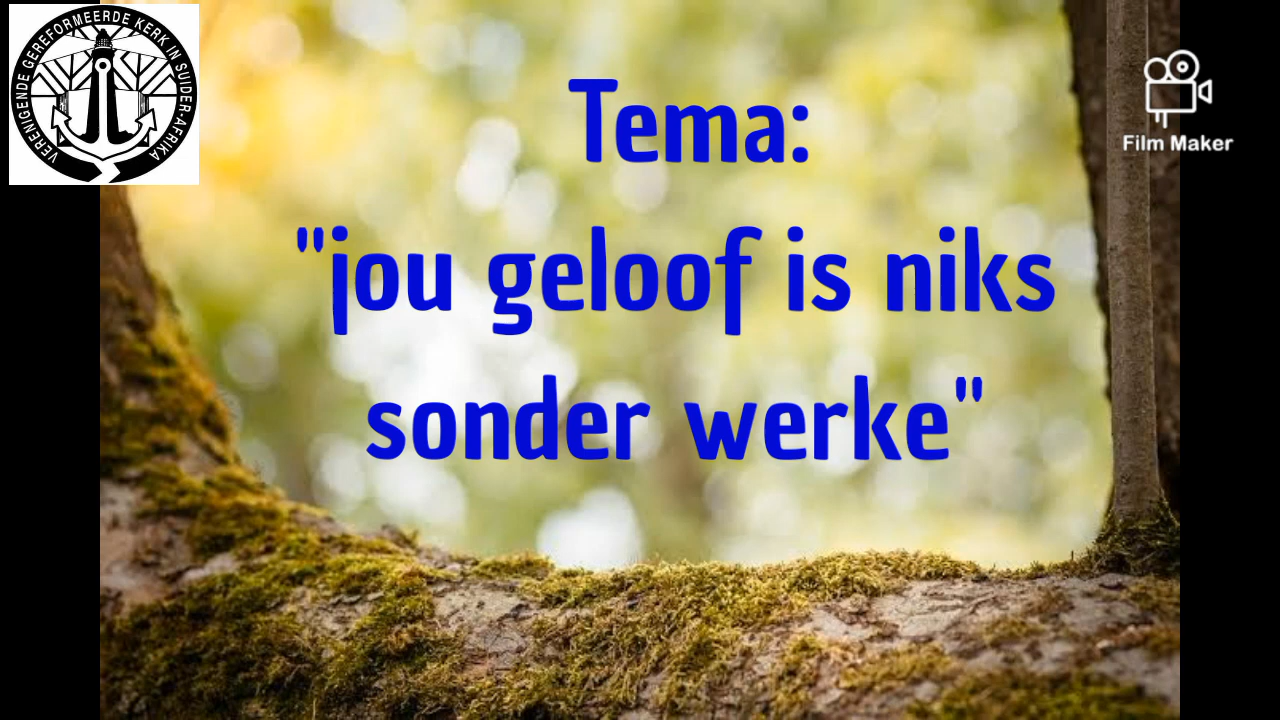 VERENIGENDE GEREFORMEERDE KERK IN SUIDER-AFRIKA
Film Maker
Tema:
"jou geloof is niks
sonder werke"